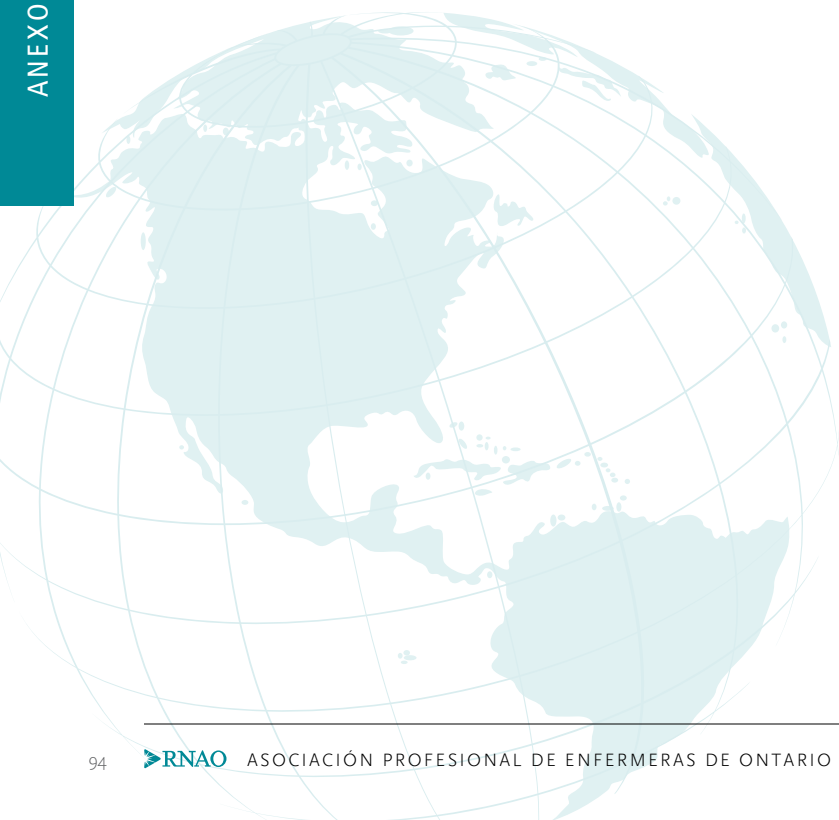 ANEXO
94 RNAO ASOCIACIÓN PROFESIONAL DE ENFERMERAS DE ONTARIO